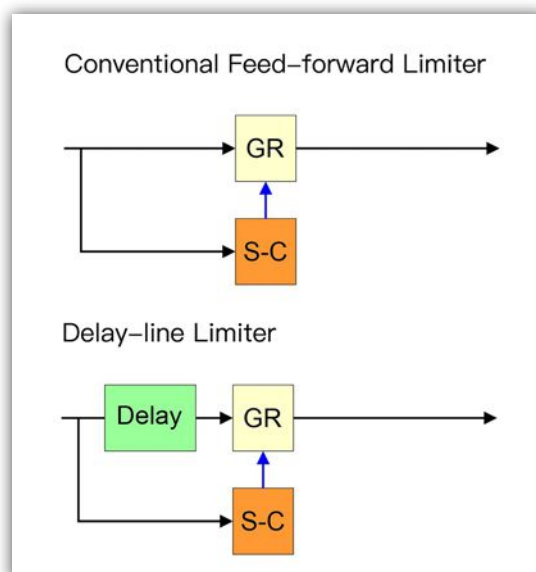 Conventional Feed–forward Limiter
GR
S-C
Delay–line Limiter
Delay
GR
S-C